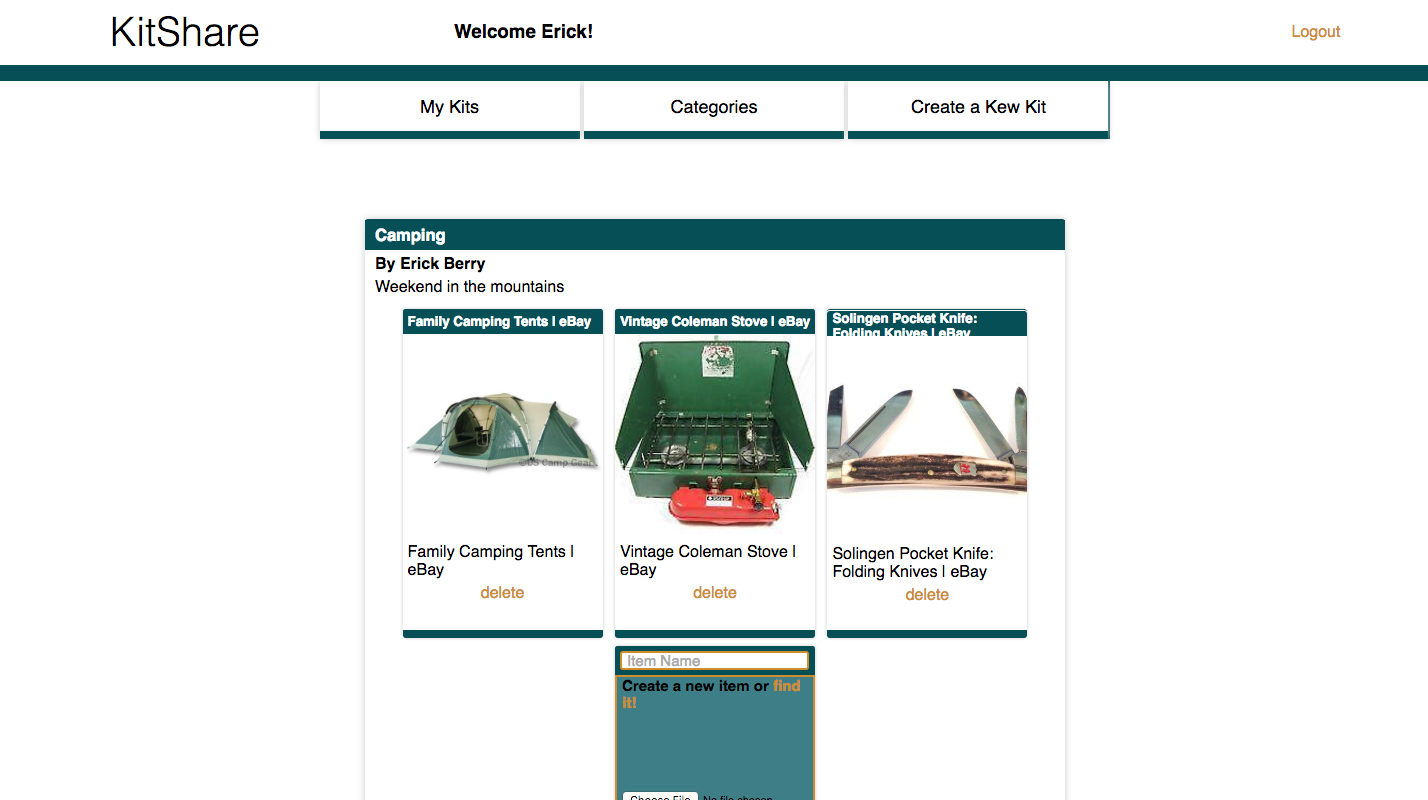 KitShare
Welcome Erick!
Logout
My Kits
Categories
Create a Kew Kit
Camping
By Erick Berry
Weekend in the mountains
Family Camping Tents | eBay
Vintage Coleman Stove | eBay
Solingen Pocket Knife:
Folding Knives | eBay
©US Camp Gear
Family Camping Tents |
eBay
delete
Vintage Coleman Stove |
eBay
delete
Solingen Pocket Knife:
Folding Knives | eBay
delete
Item Name
Create a new item or find
it!
Choose File No file chosen